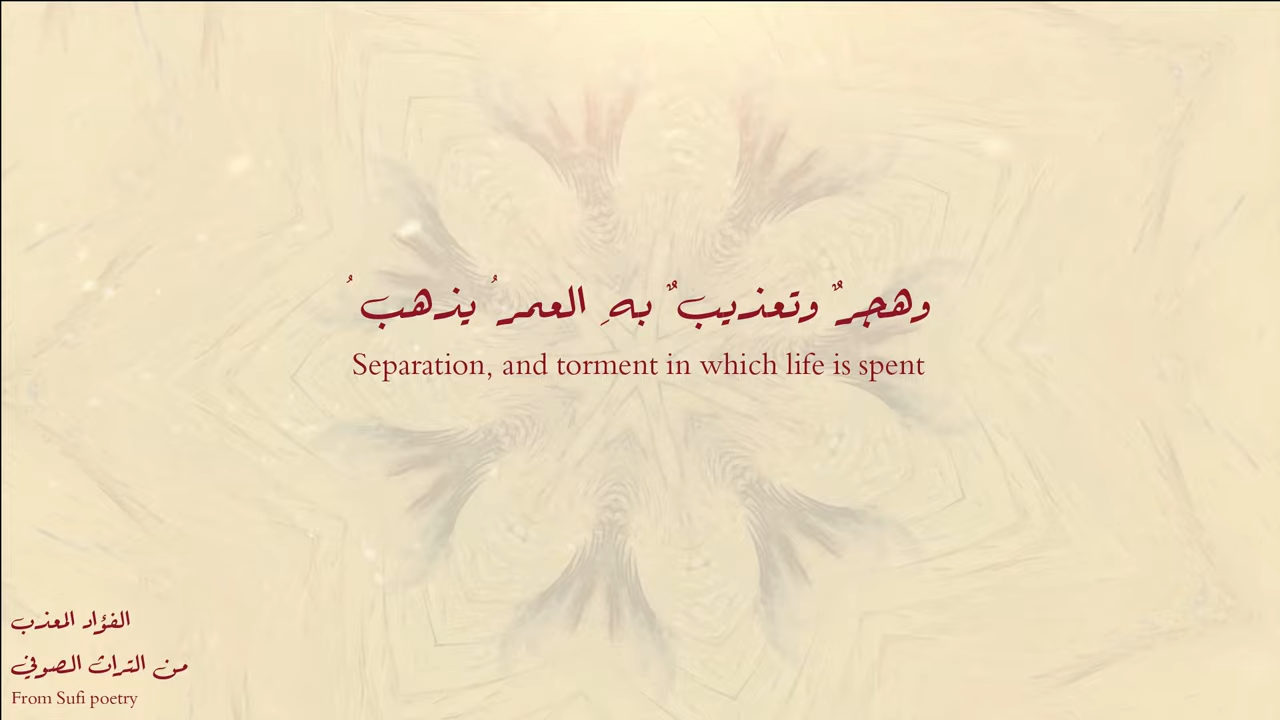 وهجرٌ وتعذيبٌ بهِ العمرُ يذهبُ
Separation, and torment in which life is spent
الفؤاد المعذب
من التراث الصوفي
From Sufi poetry